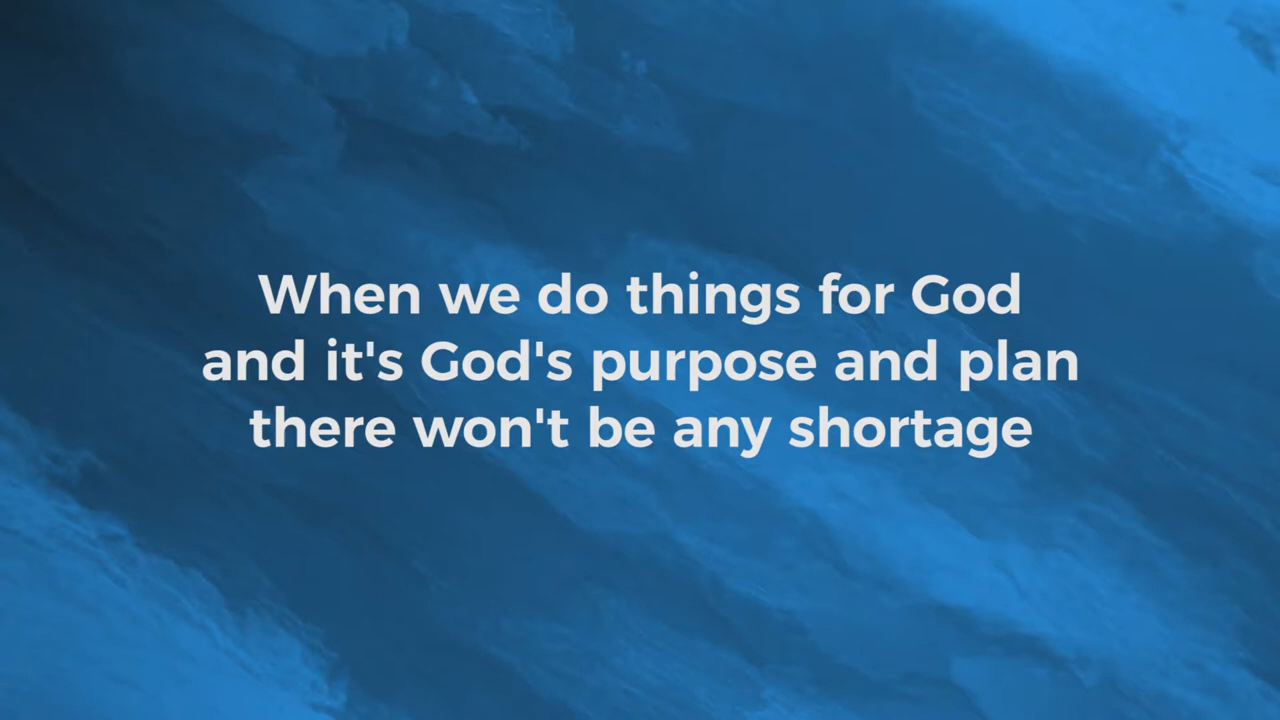 When we do things for God
and it's God's purpose and plan
there won't be any shortage